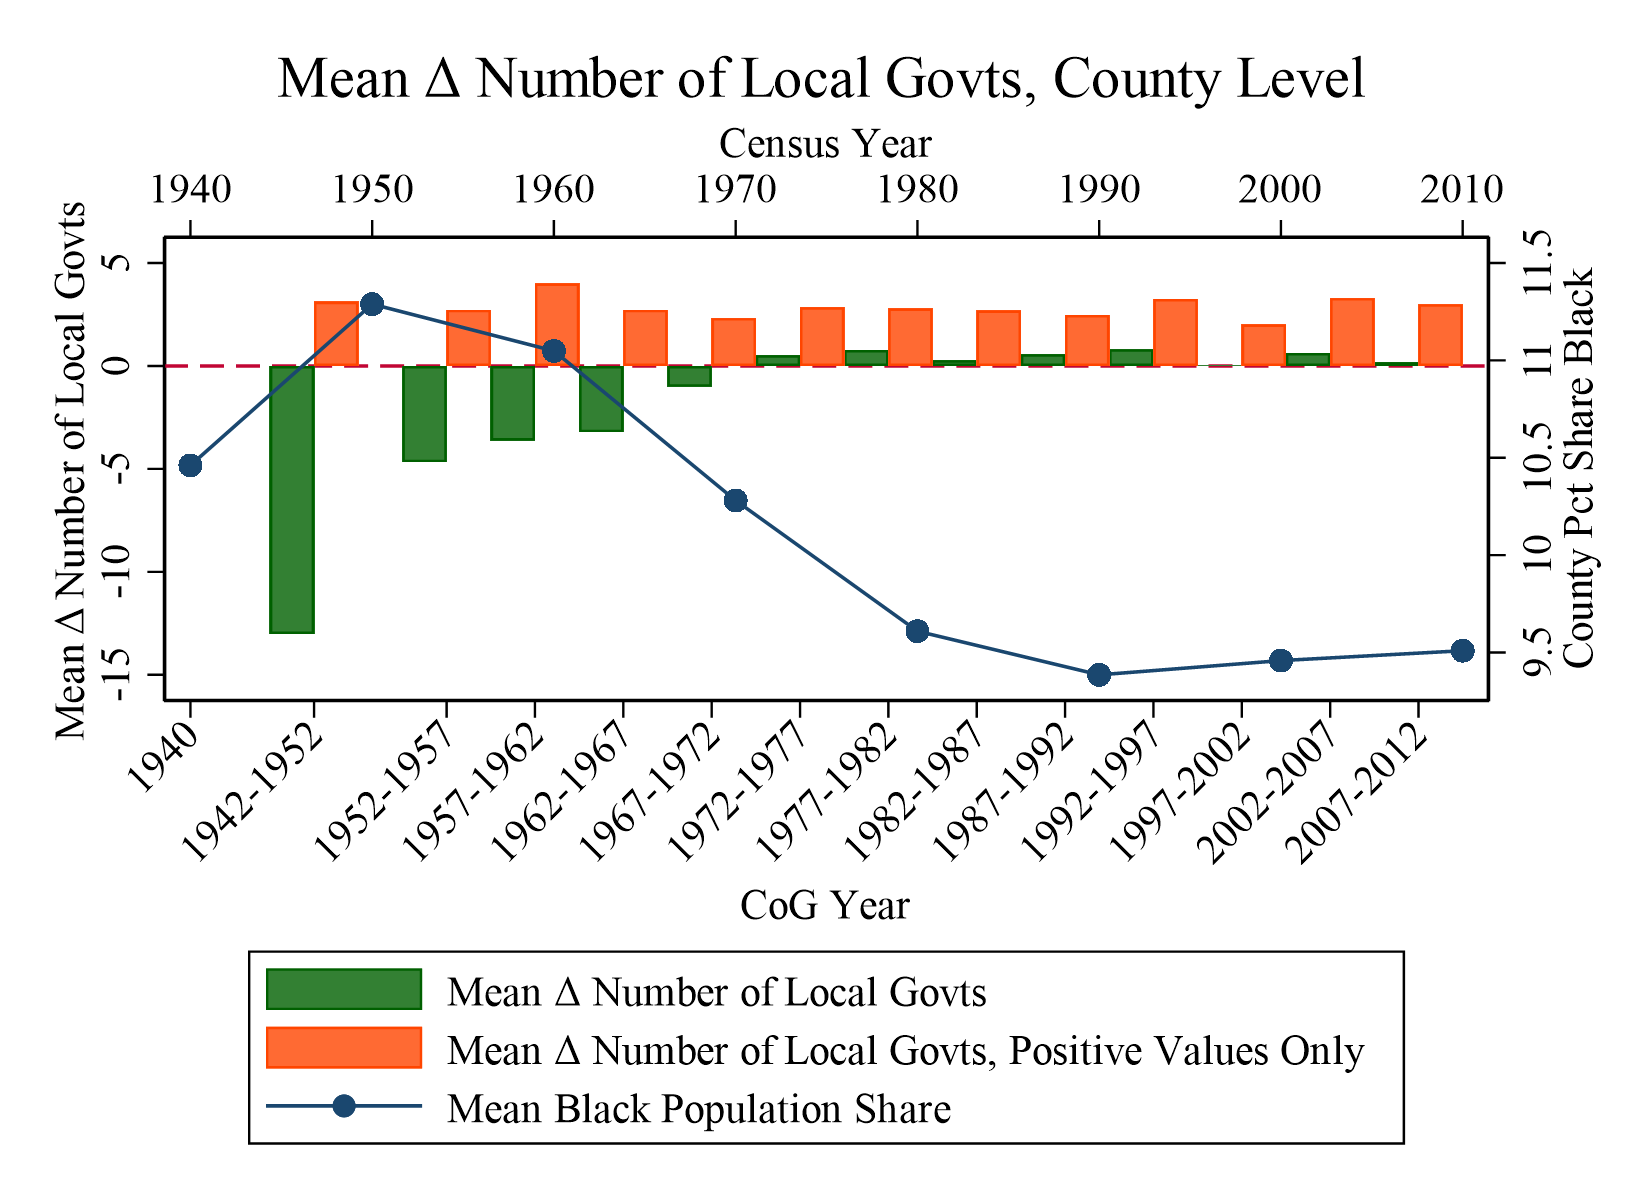 Mean Δ Number of Local Govts, County Level
Census Year
1940 1950 1960 1970 1980 1990 2000 2010
Mean Δ Number of Local Govts
5
0
-5
-10
-15
11.5
11
10.5
10
9.5
County Pct Share Black
1940 1942-1952 1952-1957 1957-1962 1962-1967 1967-1972 1972-1977 1977-1982 1982-1987 1987-1992 1992-1997 1997-2002 2002-2007 2007-2012
CoG Year
Mean Δ Number of Local Govts
Mean Δ Number of Local Govts, Positive Values Only
Mean Black Population Share